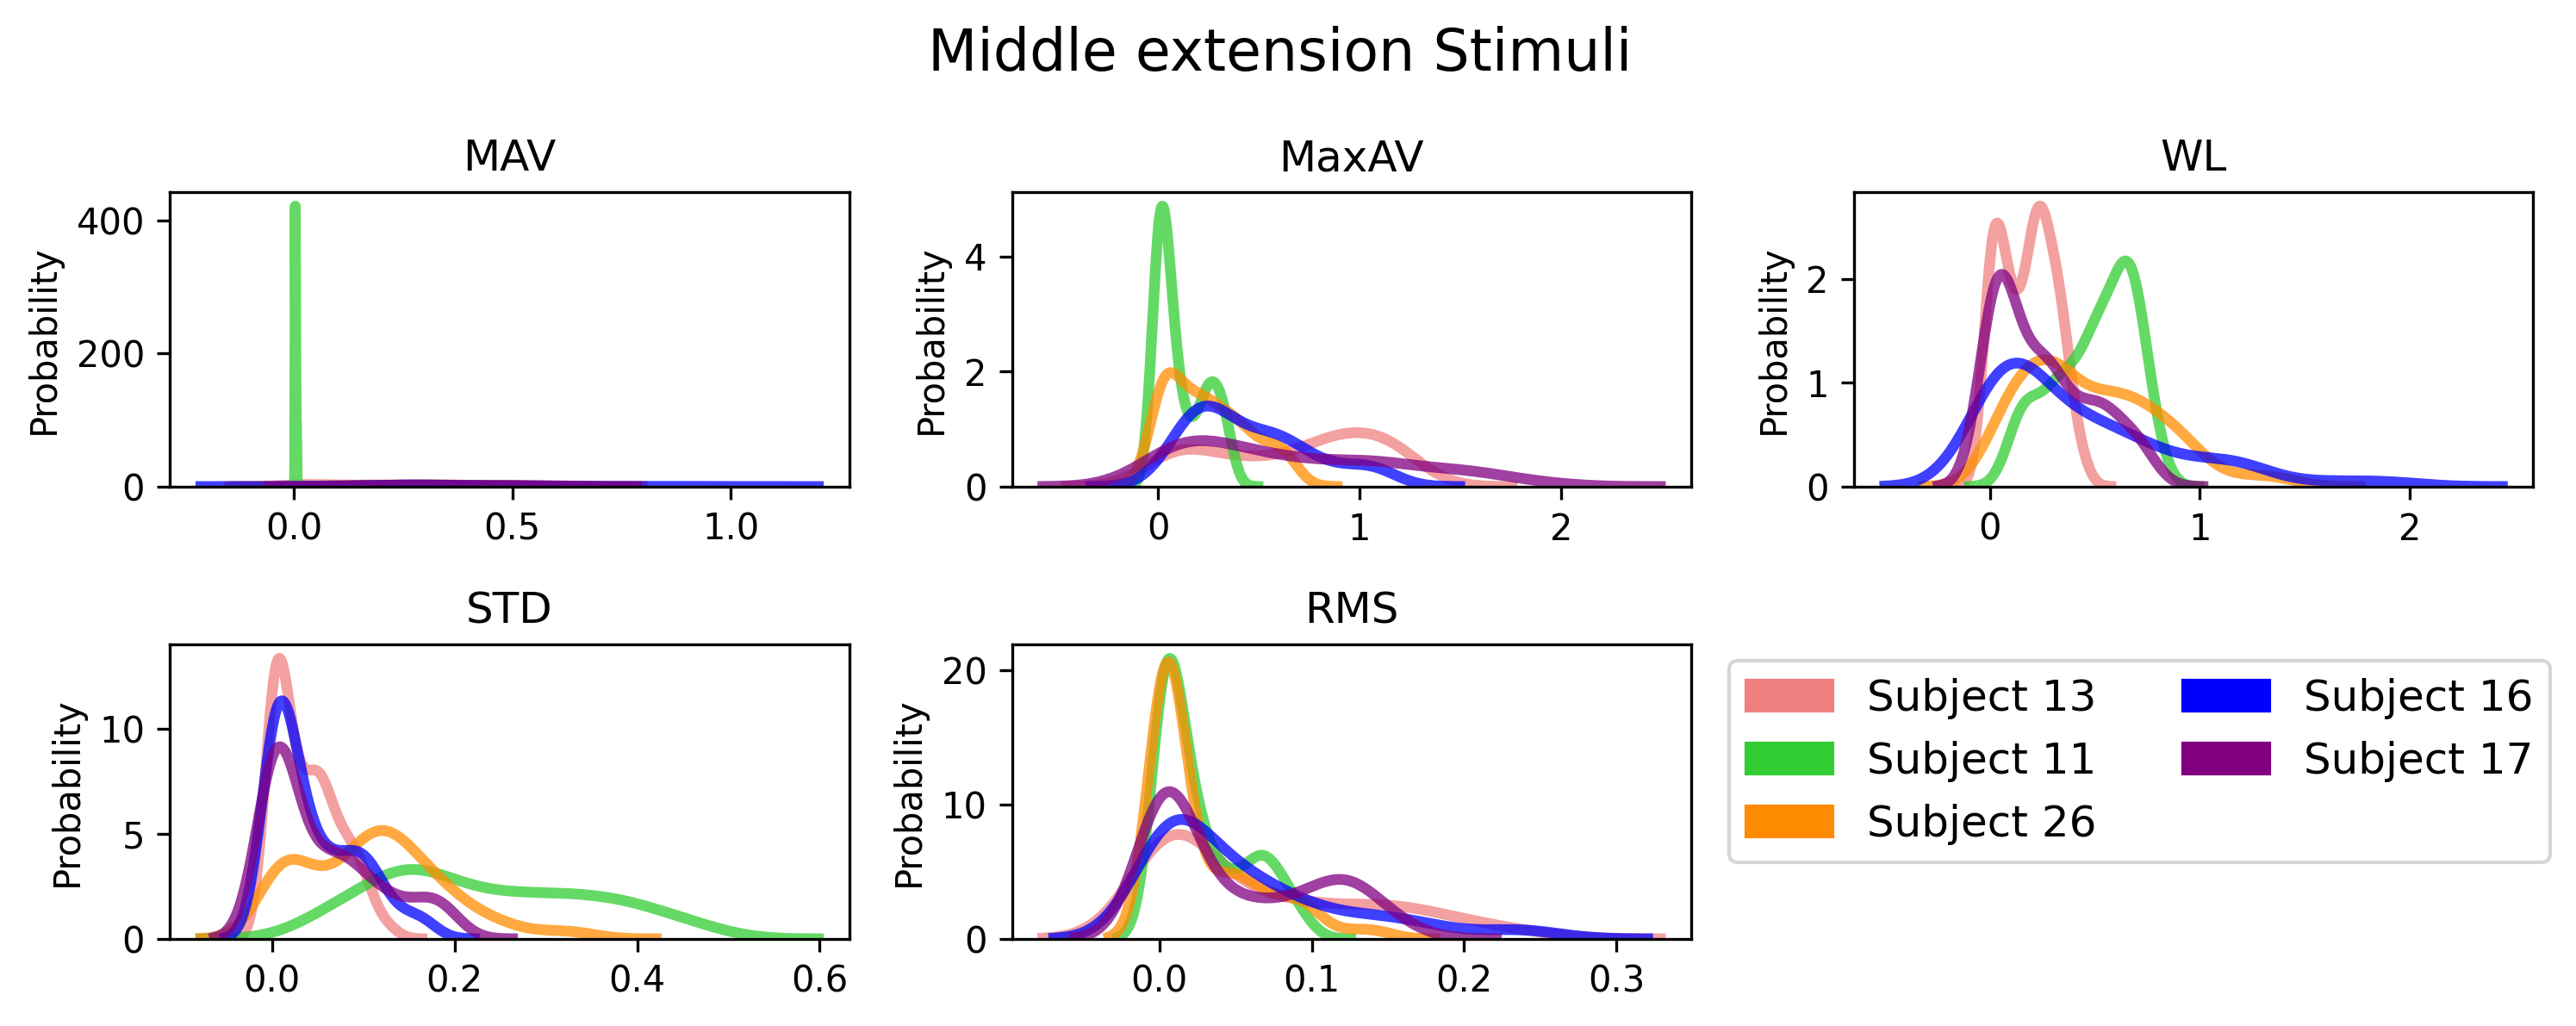 Middle extension Stimuli
MAV
Probability
400
200
0
0.0 0.5 1.0
MaxAV
Probability
4
2
0
0 1 2
WL
Probability
2
1
0
0 1 2
STD
Probability
10
5
0
0.0 0.2 0.4 0.6
RMS
Probability
20
10
0
0.0 0.1 0.2 0.3
Subject 13
Subject 11
Subject 26
Subject 16
Subject 17